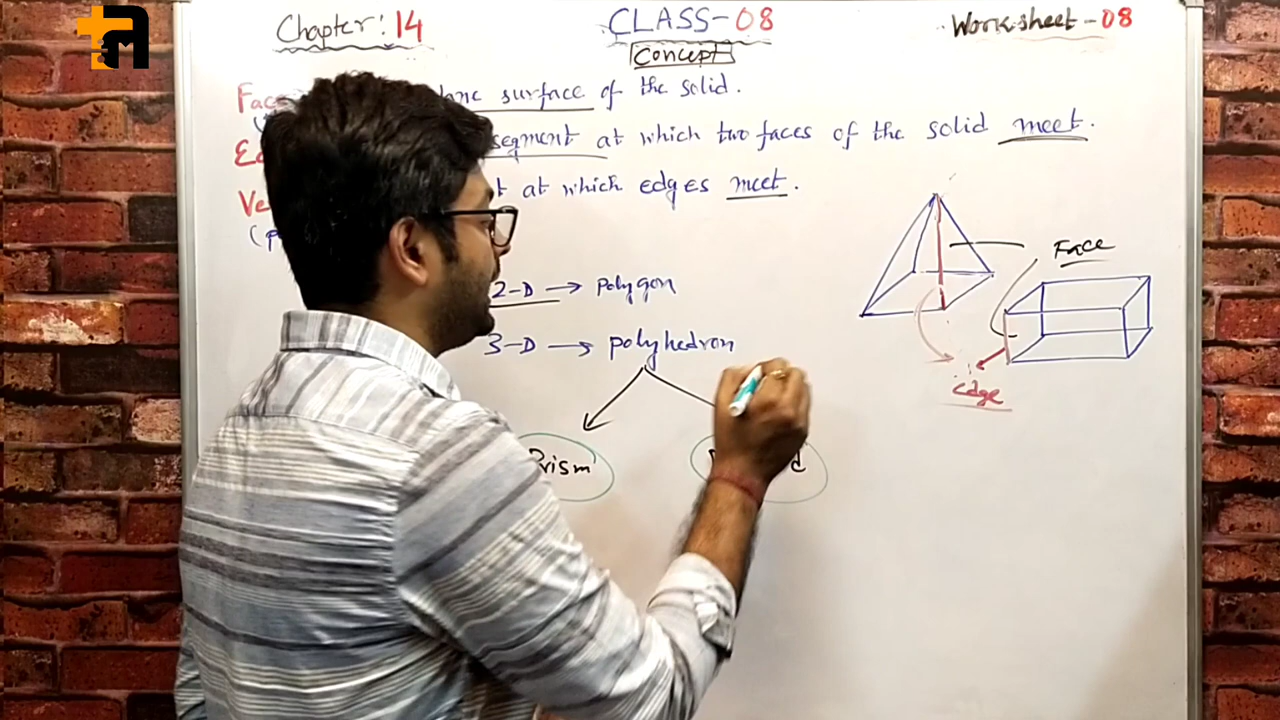 Chapter: 14
CLASS-08
Worksheet-08
Concept
surface of the solid.
segment at which two faces of the solid meet.
at which edges meet.
2-D → polygon
3-D → polyhedron
Prism
Face
Edge